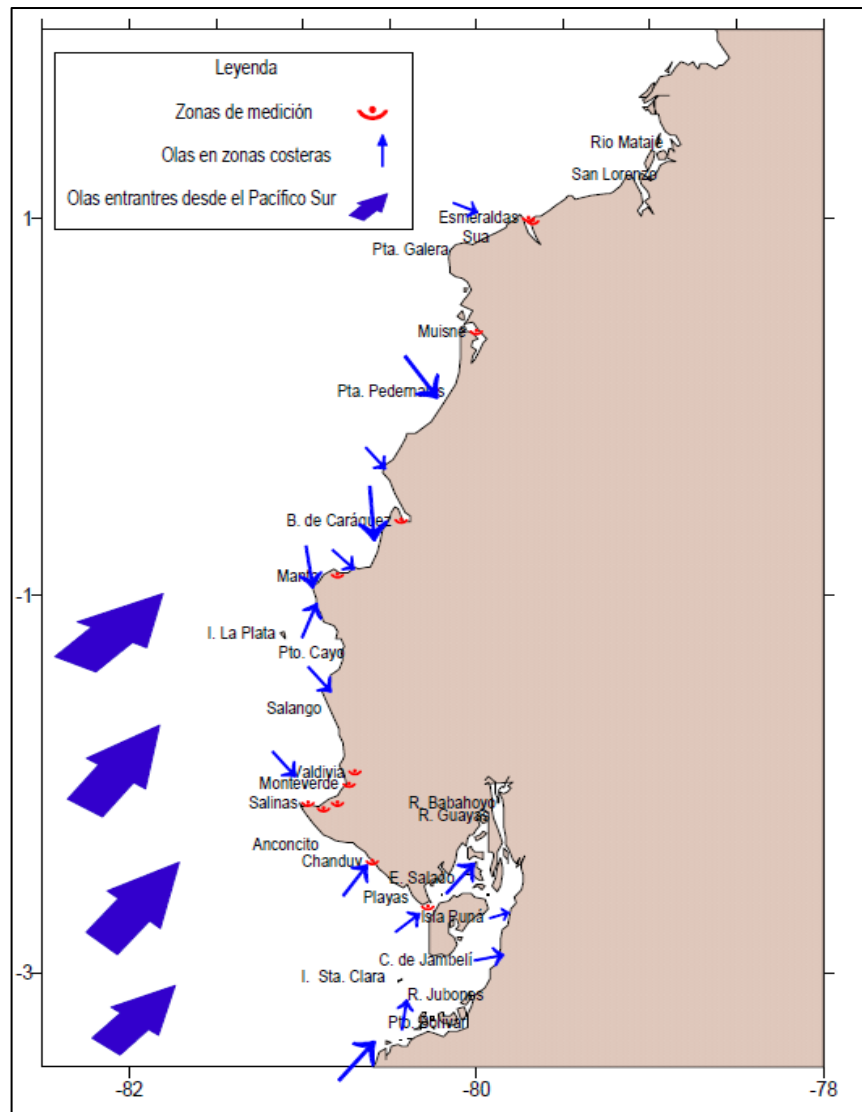 Leyenda
Zonas de medición
Olas en zonas costeras
Olas entrantres desde el Pacífico Sur
Rio Mataje
San Lorenzo
1
Esmeraldas
Sua
Pta. Galera
Muisne
Pta. Pedernales
B. de Caráquez
Manta
-1
I. La Plata
Pto. Cayo
Salango
Valdivia
Monteverde
Salinas
R. Babahoyo
R. Guayas
Anconcito
Chanduy
E. Salado
Playas
Isla Puná
C. de Jambelí
-3
I. Sta. Clara
R. Jubones
Pto. Bolívar
-82
-80
-78